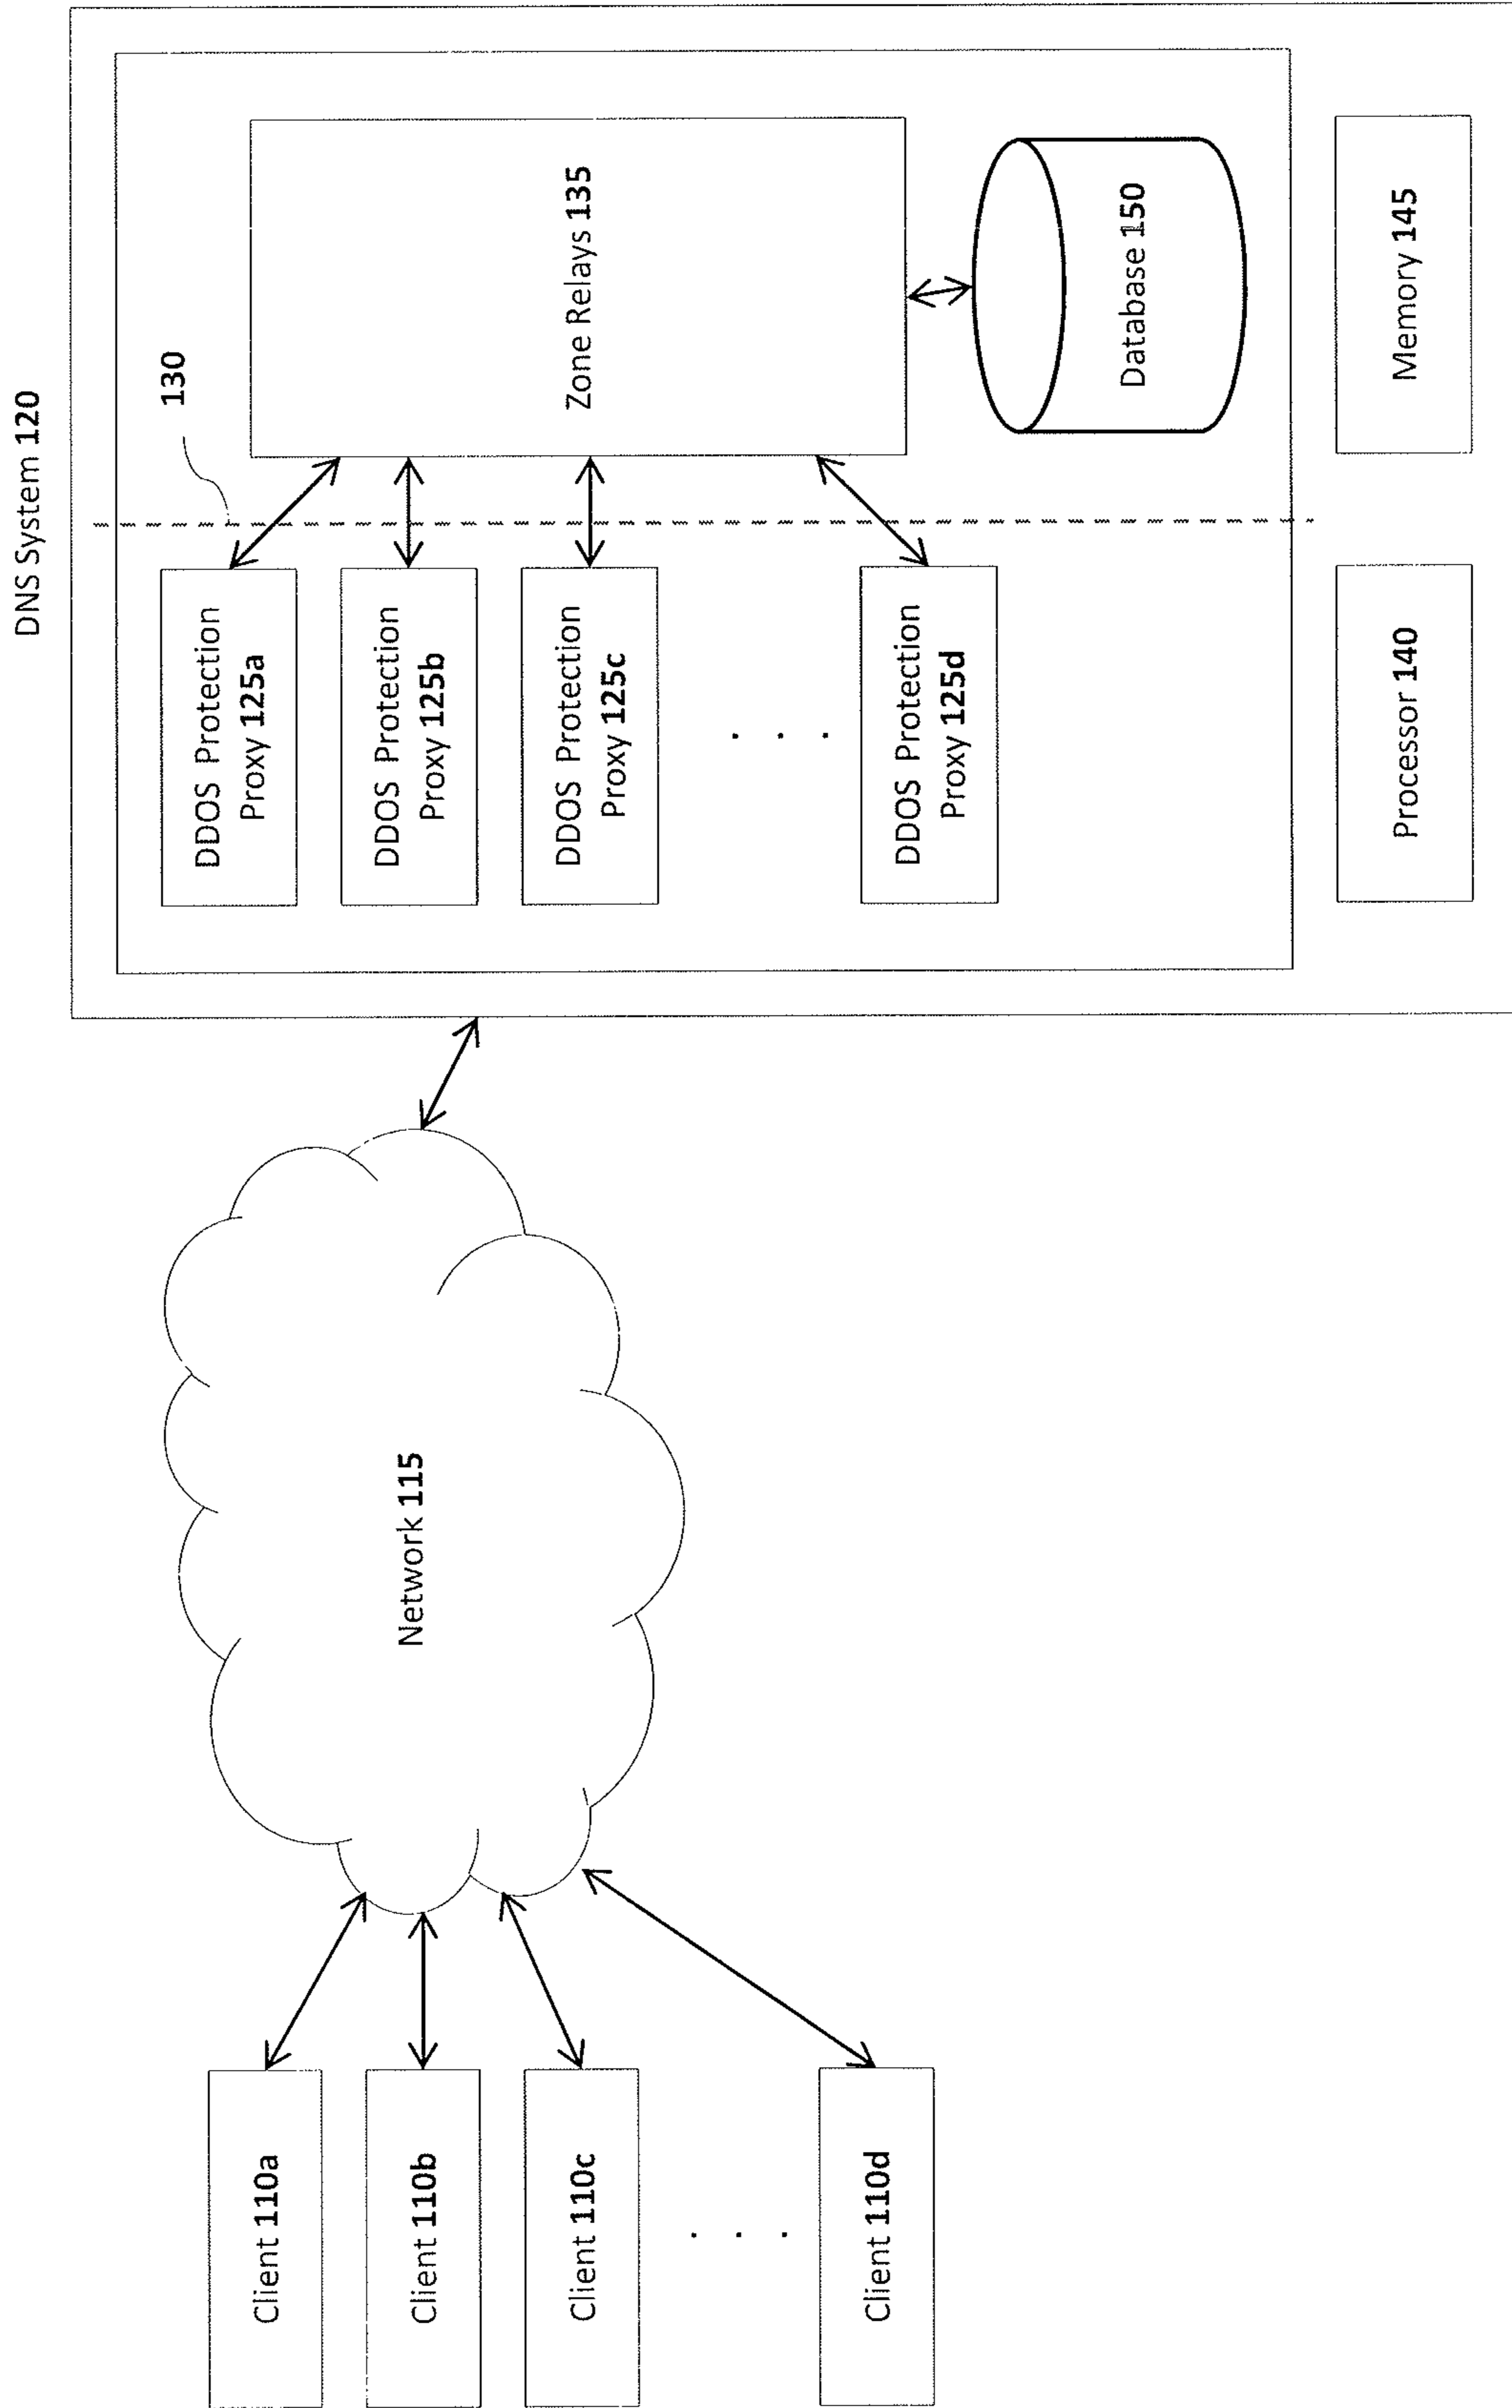 DNS System 120
130
DDOS Protection
Proxy 125a
DDOS Protection
Proxy 125b
DDOS Protection
Proxy 125c
. . .
DDOS Protection
Proxy 125d
Zone Relays 135
Database 150
Processor 140
Memory 145
Network 115
Client 110a
Client 110b
Client 110c
. . .
Client 110d